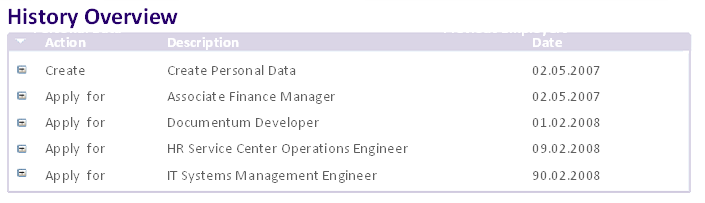 History Overview
Action Description Date
Create Create Personal Data 02.05.2007
Apply for Associate Finance Manager 02.05.2007
Apply for Documentum Developer 01.02.2008
Apply for HR Service Center Operations Engineer 09.02.2008
Apply for IT Systems Management Engineer 90.02.2008